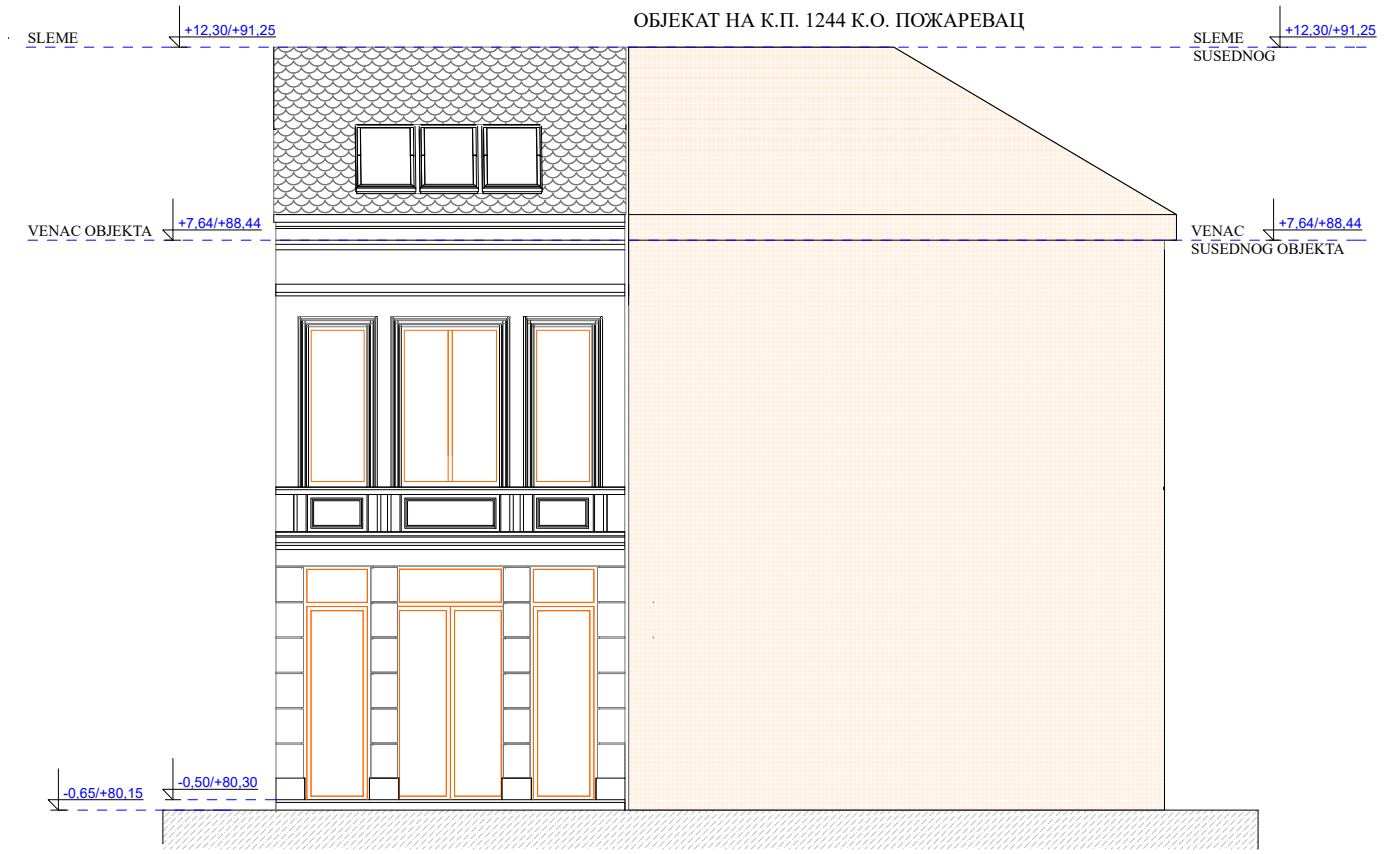 ОБЈЕКАТ НА К.П. 1244 К.О. ПОЖАРЕВАЦ
SLEME
+12,30/+91,25
SLEME
SUSEDNOG
+12,30/+91,25
VENAC OBJEKTA
+7,64/+88,44
VENAC
SUSEDNOG OBJEKTA
+7,64/+88,44
-0,65/+80,15
-0,50/+80,30